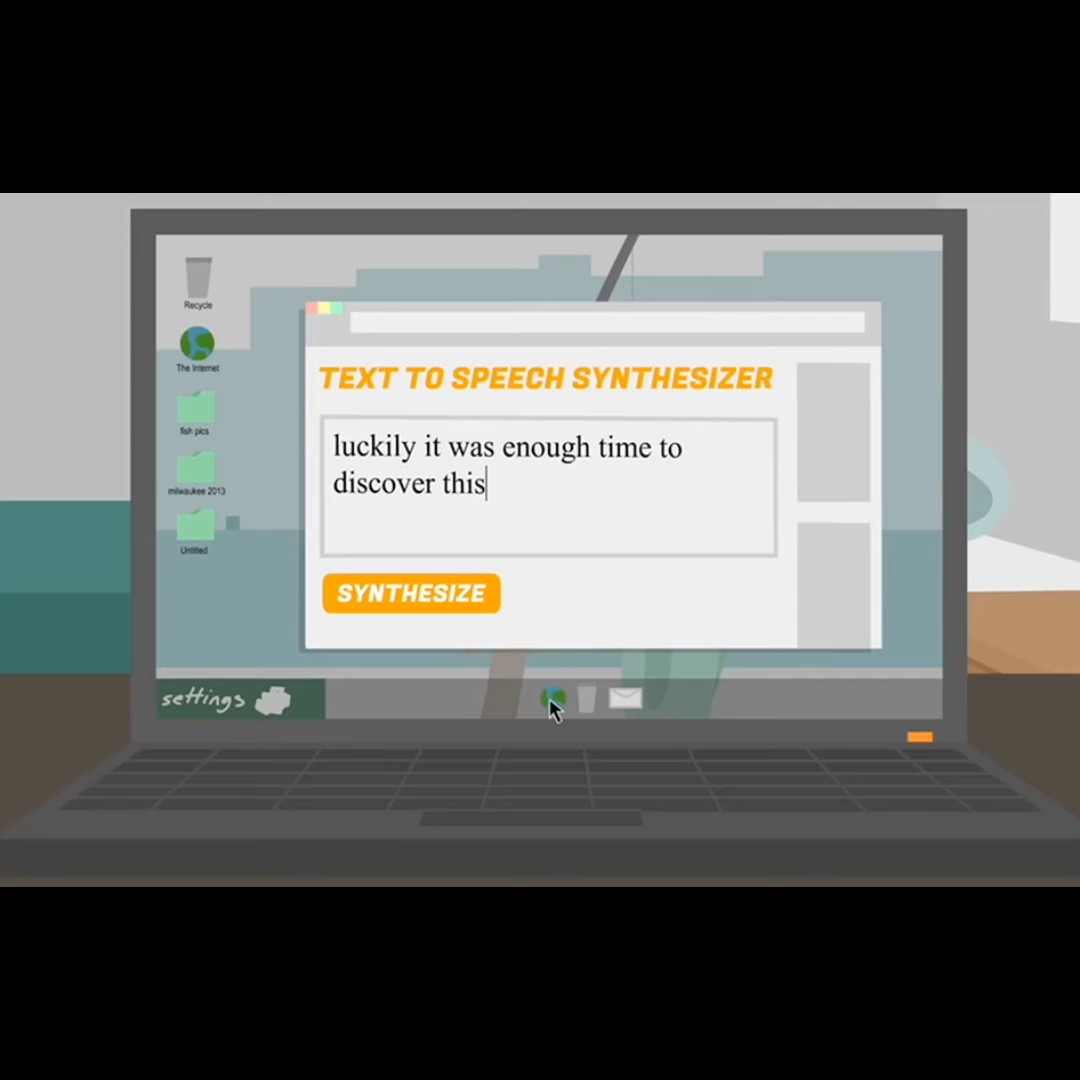 Recycle
The Internet
fish pics
milwaukee 2013
Untitled
TEXT TO SPEECH SYNTHESIZER
luckily it was enough time to
discover this
SYNTHESIZE
settings